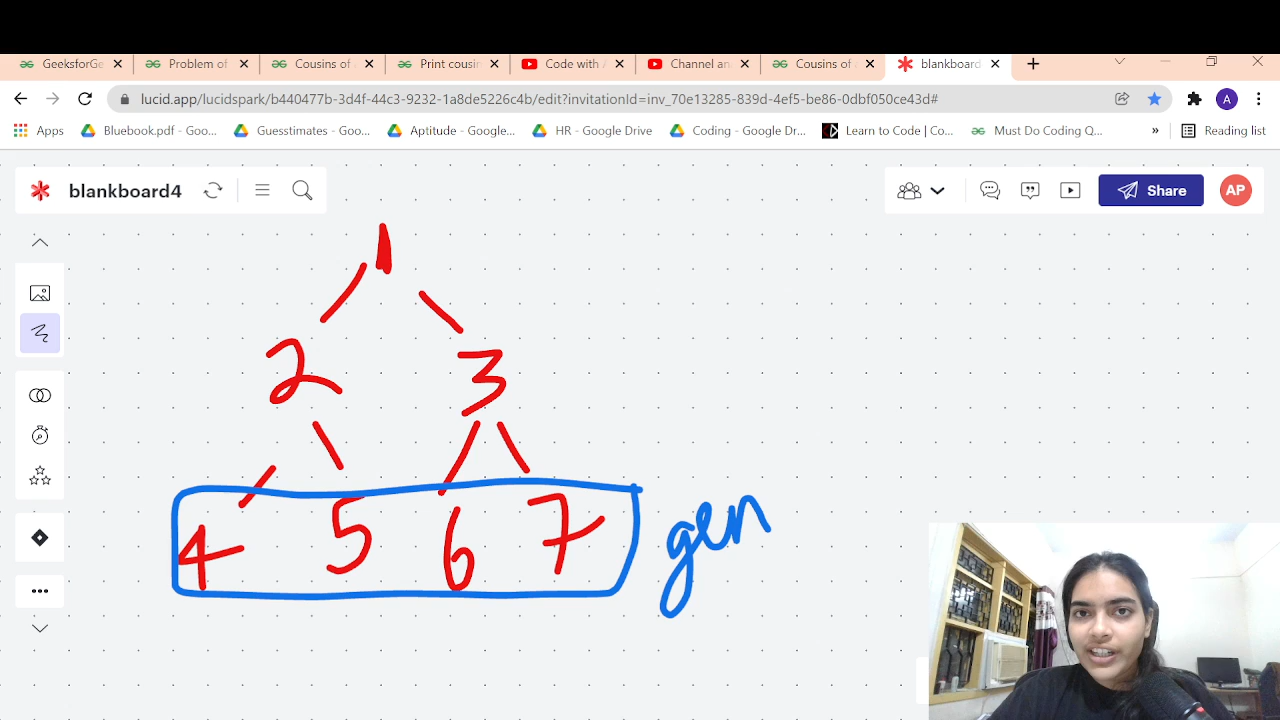 GeeksforGe
Problem of
Cousins of
Print cousin
Code with
Channel an
Cousins of
blankboard
lucid.app/lucidspark/b440477b-3d4f-44c3-9232-1a8de5226c4b/edit?invitationId=inv_70e13285-839d-4ef5-be86-0dbf050ce43d#
A
Apps
Bluebook.pdf - Goo...
Guesstimates - Goo...
Aptitude - Google...
HR - Google Drive
Coding - Google Dr...
Learn to Code | Co...
Must Do Coding Q...
»
Reading list
blankboard4
Share
AP
1
2 3
4 5 6 7
gen